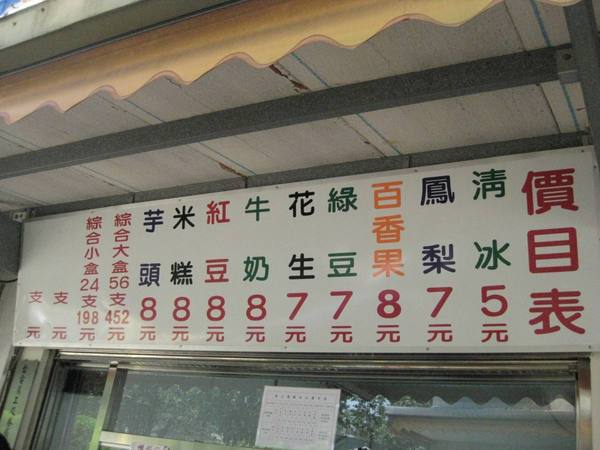 價目表
清冰5元
鳳梨7元
百香果8元
綠豆7元
花生7元
牛奶8元
紅豆8元
米糕8元
芋頭8元
綜合大盒56支452元
綜合小盒24支198元
支元
支元